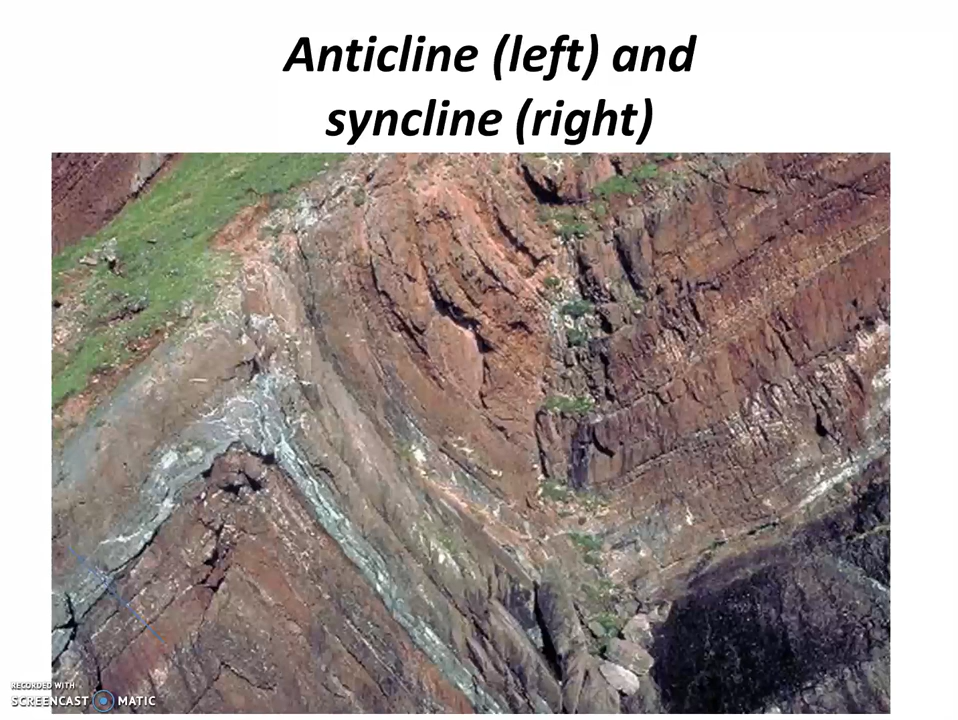 Anticline (left) and
syncline (right)
RECORDED WITH
SCREENCAST MATIC